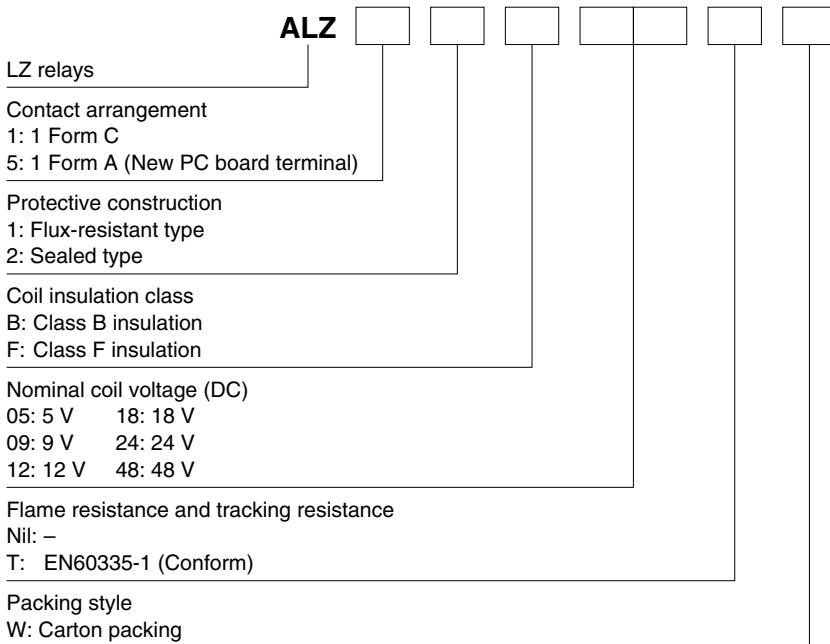 ALZ
LZ relays
Contact arrangement
1: 1 Form C
5: 1 Form A (New PC board terminal)
Protective construction
1: Flux-resistant type
2: Sealed type
Coil insulation class
B: Class B insulation
F: Class F insulation
Nominal coil voltage (DC)
05: 5 V 18: 18 V
09: 9 V 24: 24 V
12: 12 V 48: 48 V
Flame resistance and tracking resistance
Nil: –
T: EN60335-1 (Conform)
Packing style
W: Carton packing